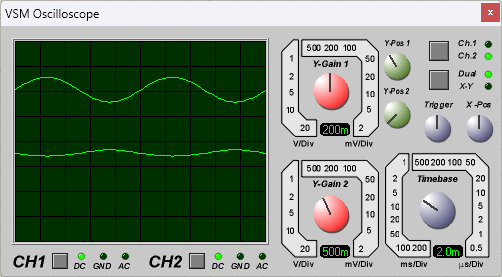 VSM Oscilloscope
x
500 200 100
1
2
5
10
20
50
20
10
5
2
Y-Gain 1
200m
V/Div
mV/Div
Y-Pos 1
Y-Pos 2
Ch.1
Ch.2
Dual
X-Y
Trigger
X -Pos
500 200 100
1
2
5
10
20
50
20
10
5
2
Y-Gain 2
500m
V/Div
mV/Div
500 200 100
1
2
5
10
20
50
100 200
50
20
10
5
2
1
0.5
Timebase
2.0m
ms/Div
µs/Div
CH1
DC
GND
AC
CH2
DC
GND
AC